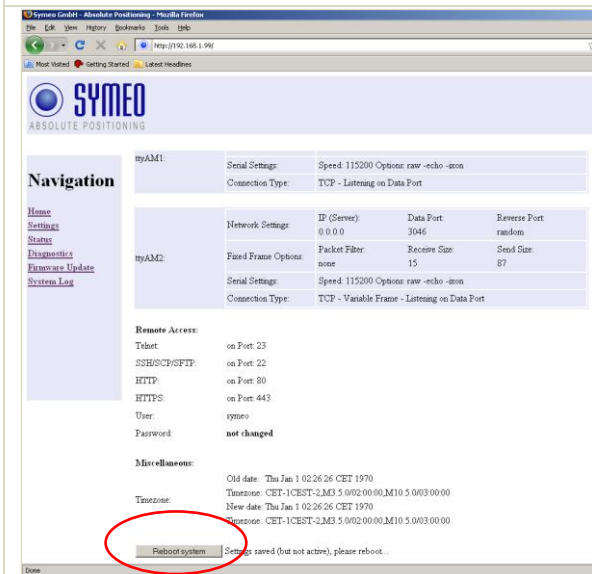 Symeo GmbH - Absolute Positioning - Mozilla Firefox
File Edit View History Bookmarks Tools Help
http://192.168.1.99/
Most Visited Getting Started Latest Headlines
SYMEO
ABSOLUTE POSITIONING
Navigation
Home
Settings
Status
Diagnostics
Firmware Update
System Log
ttyAM1:
Serial Settings: Speed: 115200 Options: raw -echo -ixon
Connection Type: TCP - Listening on Data Port
ttyAM2:
Network Settings: IP (Server): Data Port: Reverse Port:
0.0.0.0 3046 random
Fixed Frame Options: Packet Filter: Receive Size: Send Size:
none 15 87
Serial Settings: Speed: 115200 Options: raw -echo -ixon
Connection Type: TCP - Variable Frame - Listening on Data Port
Remote Access:
Telnet: on Port: 23
SSH/SCP/SFTP: on Port: 22
HTTP: on Port: 80
HTTPS: on Port: 443
User: symeo
Password: not changed
Miscellaneous:
Timezone:
Old date: Thu Jan 1 02:26:26 CET 1970
Timezone: CET-1CEST-2,M3.5.0/02:00:00,M10.5.0/03:00:00
New date: Thu Jan 1 02:26:26 CET 1970
Timezone: CET-1CEST-2,M3.5.0/02:00:00,M10.5.0/03:00:00
Reboot system Settings saved (but not active), please reboot...
Done